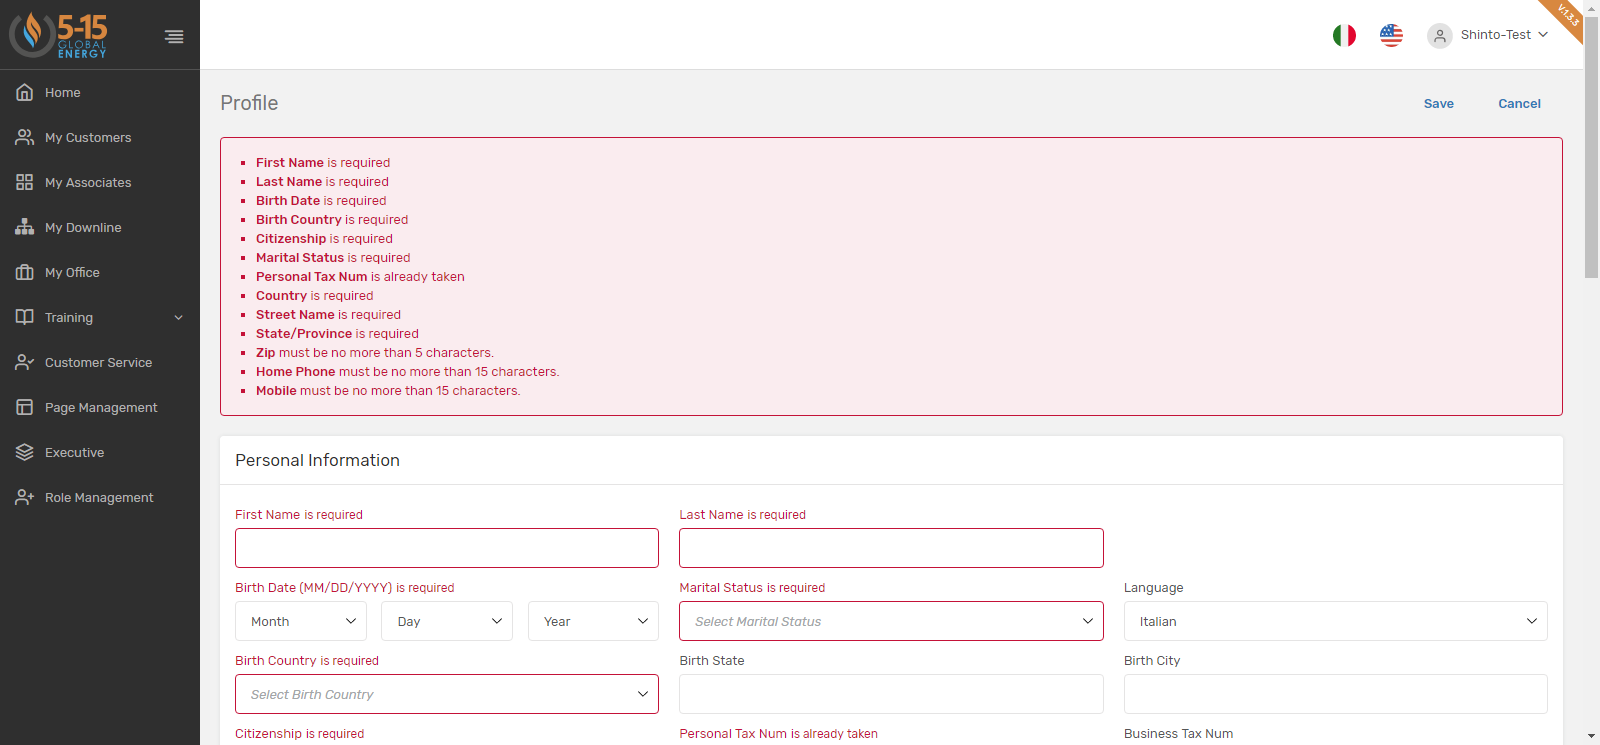 5-15
GLOBAL
ENERGY
Shinto-Test
V.1.3.3
Home
My Customers
My Associates
My Downline
My Office
Training
Customer Service
Page Management
Executive
Role Management
Profile
Save
Cancel
First Name is required
Last Name is required
Birth Date is required
Birth Country is required
Citizenship is required
Marital Status is required
Personal Tax Num is already taken
Country is required
Street Name is required
State/Province is required
Zip must be no more than 5 characters.
Home Phone must be no more than 15 characters.
Mobile must be no more than 15 characters.
Personal Information
First Name is required
Last Name is required
Birth Date (MM/DD/YYYY) is required
Marital Status is required
Language
Month
Day
Year
Select Marital Status
Italian
Birth Country is required
Birth State
Birth City
Select Birth Country
Citizenship is required
Personal Tax Num is already taken
Business Tax Num